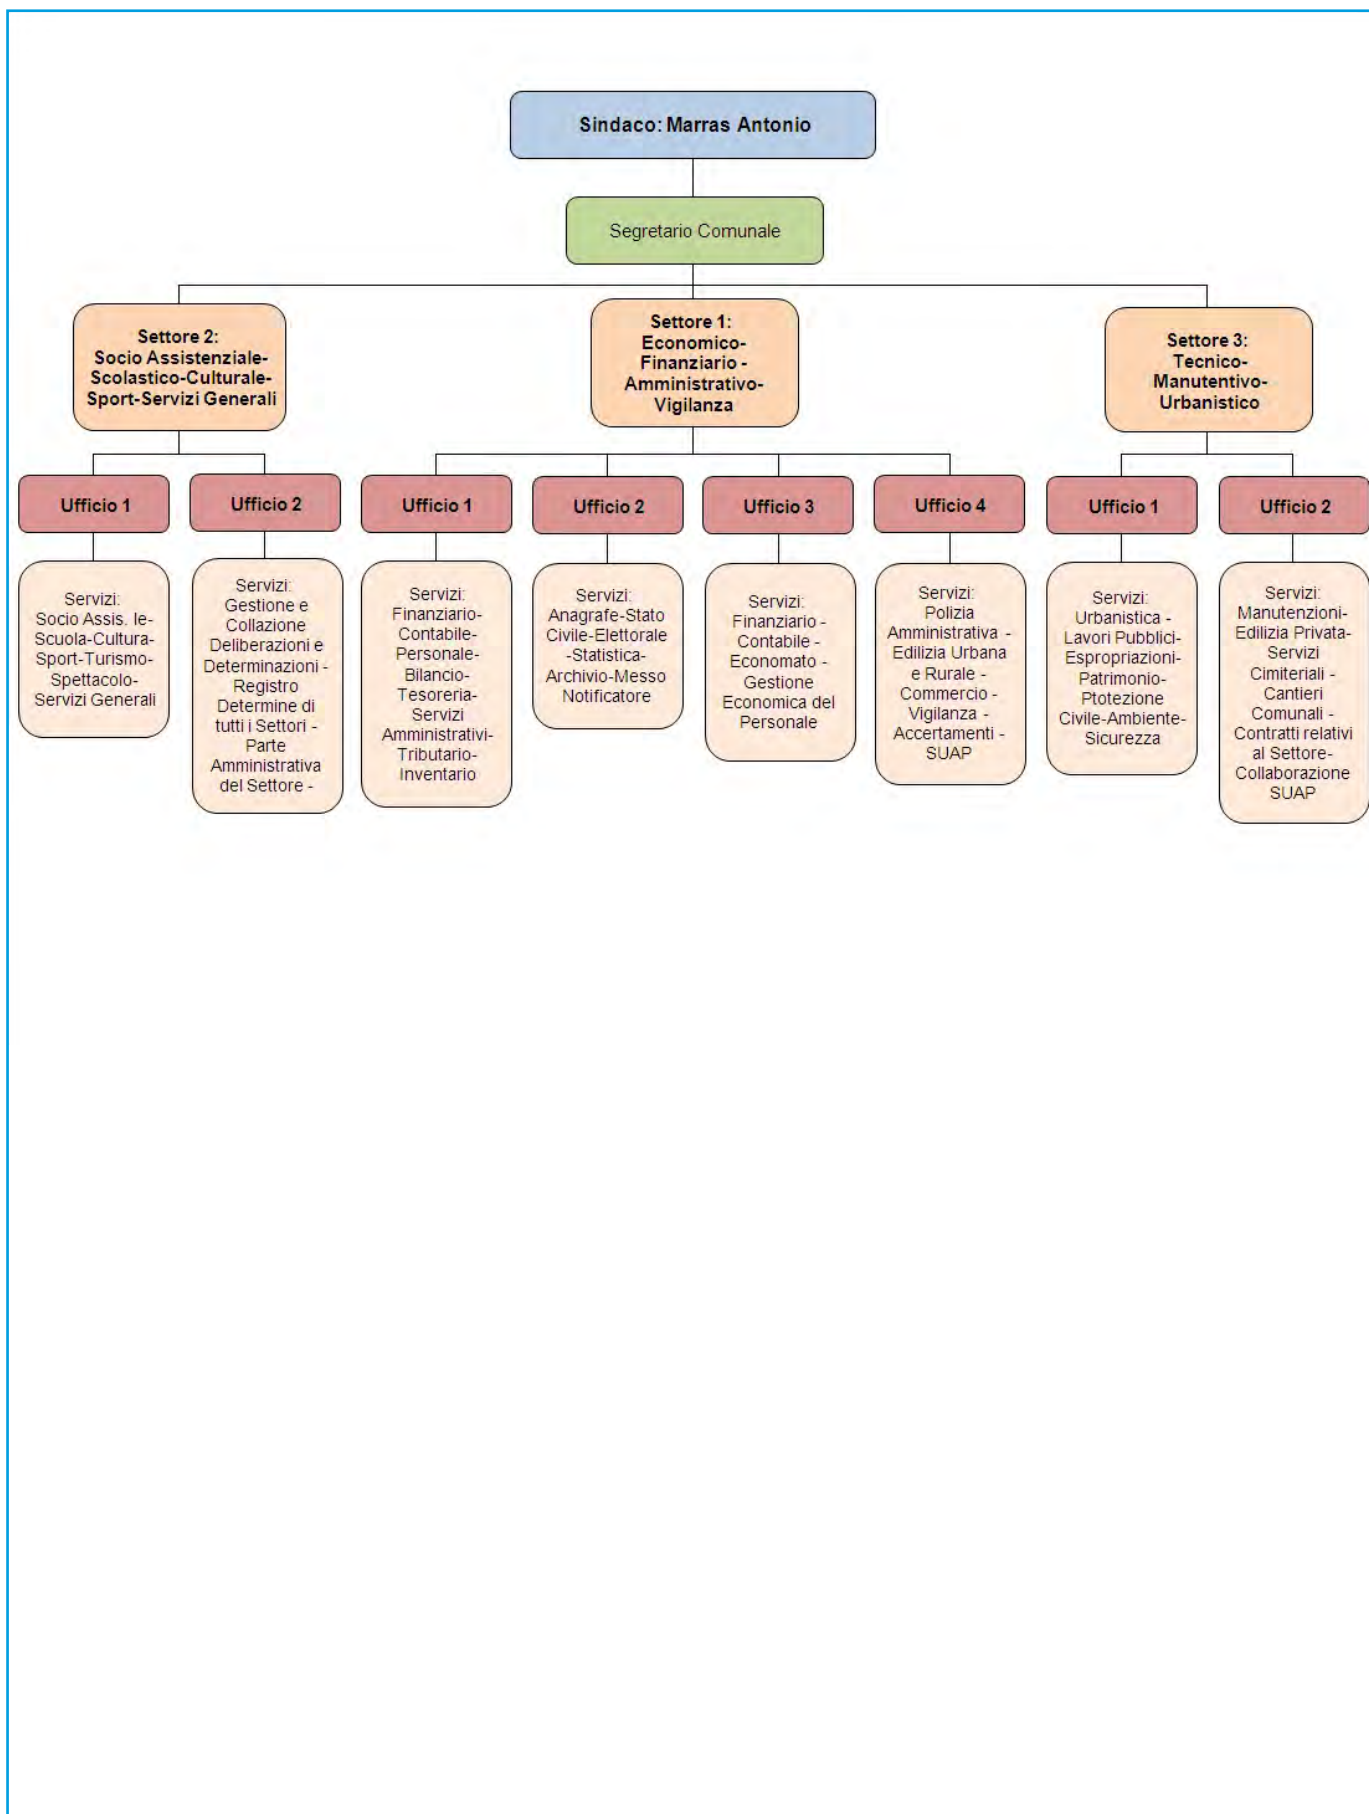 Sindaco: Marras Antonio
Segretario Comunale
Settore 2:
Socio Assistenziale-
Scolastico-Culturale-
Sport-Servizi Generali
Settore 1:
Economico-
Finanziario -
Amministrativo-
Vigilanza
Settore 3:
Tecnico-
Manutentivo-
Urbanistico
Ufficio 1
Ufficio 2
Ufficio 1
Ufficio 2
Ufficio 3
Ufficio 4
Ufficio 1
Ufficio 2
Servizi:
Socio Assis. le-
Scuola-Cultura-
Sport-Turismo-
Spettacolo-
Servizi Generali
Servizi:
Gestione e
Collazione
Deliberazioni e
Determinazioni -
Registro
Determine di
tutti i Settori -
Parte
Amministrativa
del Settore -
Servizi:
Finanziario-
Contabile-
Personale-
Bilancio-
Tesoreria-
Servizi
Amministrativi-
Tributario-
Inventario
Servizi:
Anagrafe-Stato
Civile-Elettorale
-Statistica-
Archivio-Messo
Notificatore
Servizi:
Finanziario -
Contabile -
Economato -
Gestione
Economica del
Personale
Servizi:
Polizia
Amministrativa -
Edilizia Urbana
e Rurale -
Commercio -
Vigilanza -
Accertamenti -
SUAP
Servizi:
Urbanistica -
Lavori Pubblici-
Espropriazioni-
Patrimonio-
Ptotezione
Civile-Ambiente-
Sicurezza
Servizi:
Manutenzioni-
Edilizia Privata-
Servizi
Cimiteriali -
Cantieri
Comunali -
Contratti relativi
al Settore-
Collaborazione
SUAP